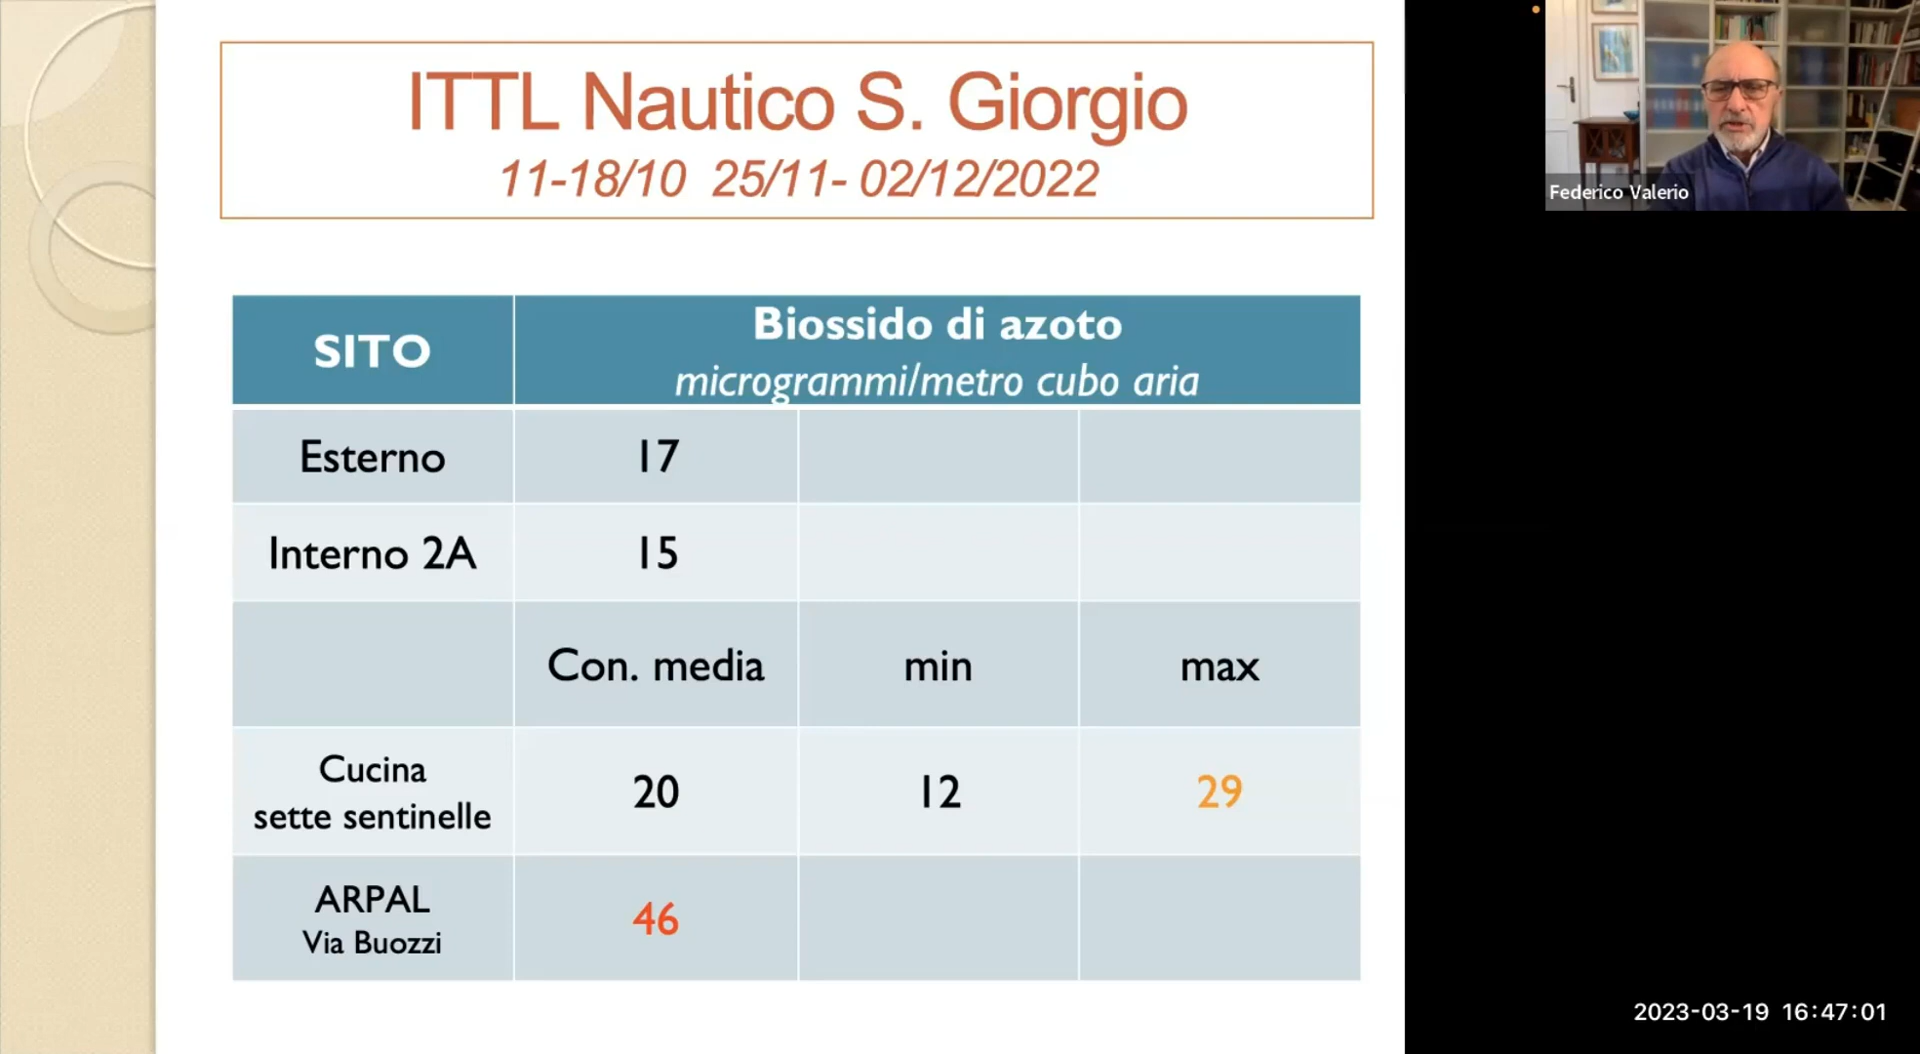 ITTL Nautico S. Giorgio
11-18/10 25/11- 02/12/2022
SITO
Biossido di azoto
microgrammi/metro cubo aria
Esterno 17
Interno 2A 15
Con. media min max
Cucina
sette sentinelle
20 12 29
ARPAL
Via Buozzi
46
Federico Valerio
2023-03-19 16:47:01